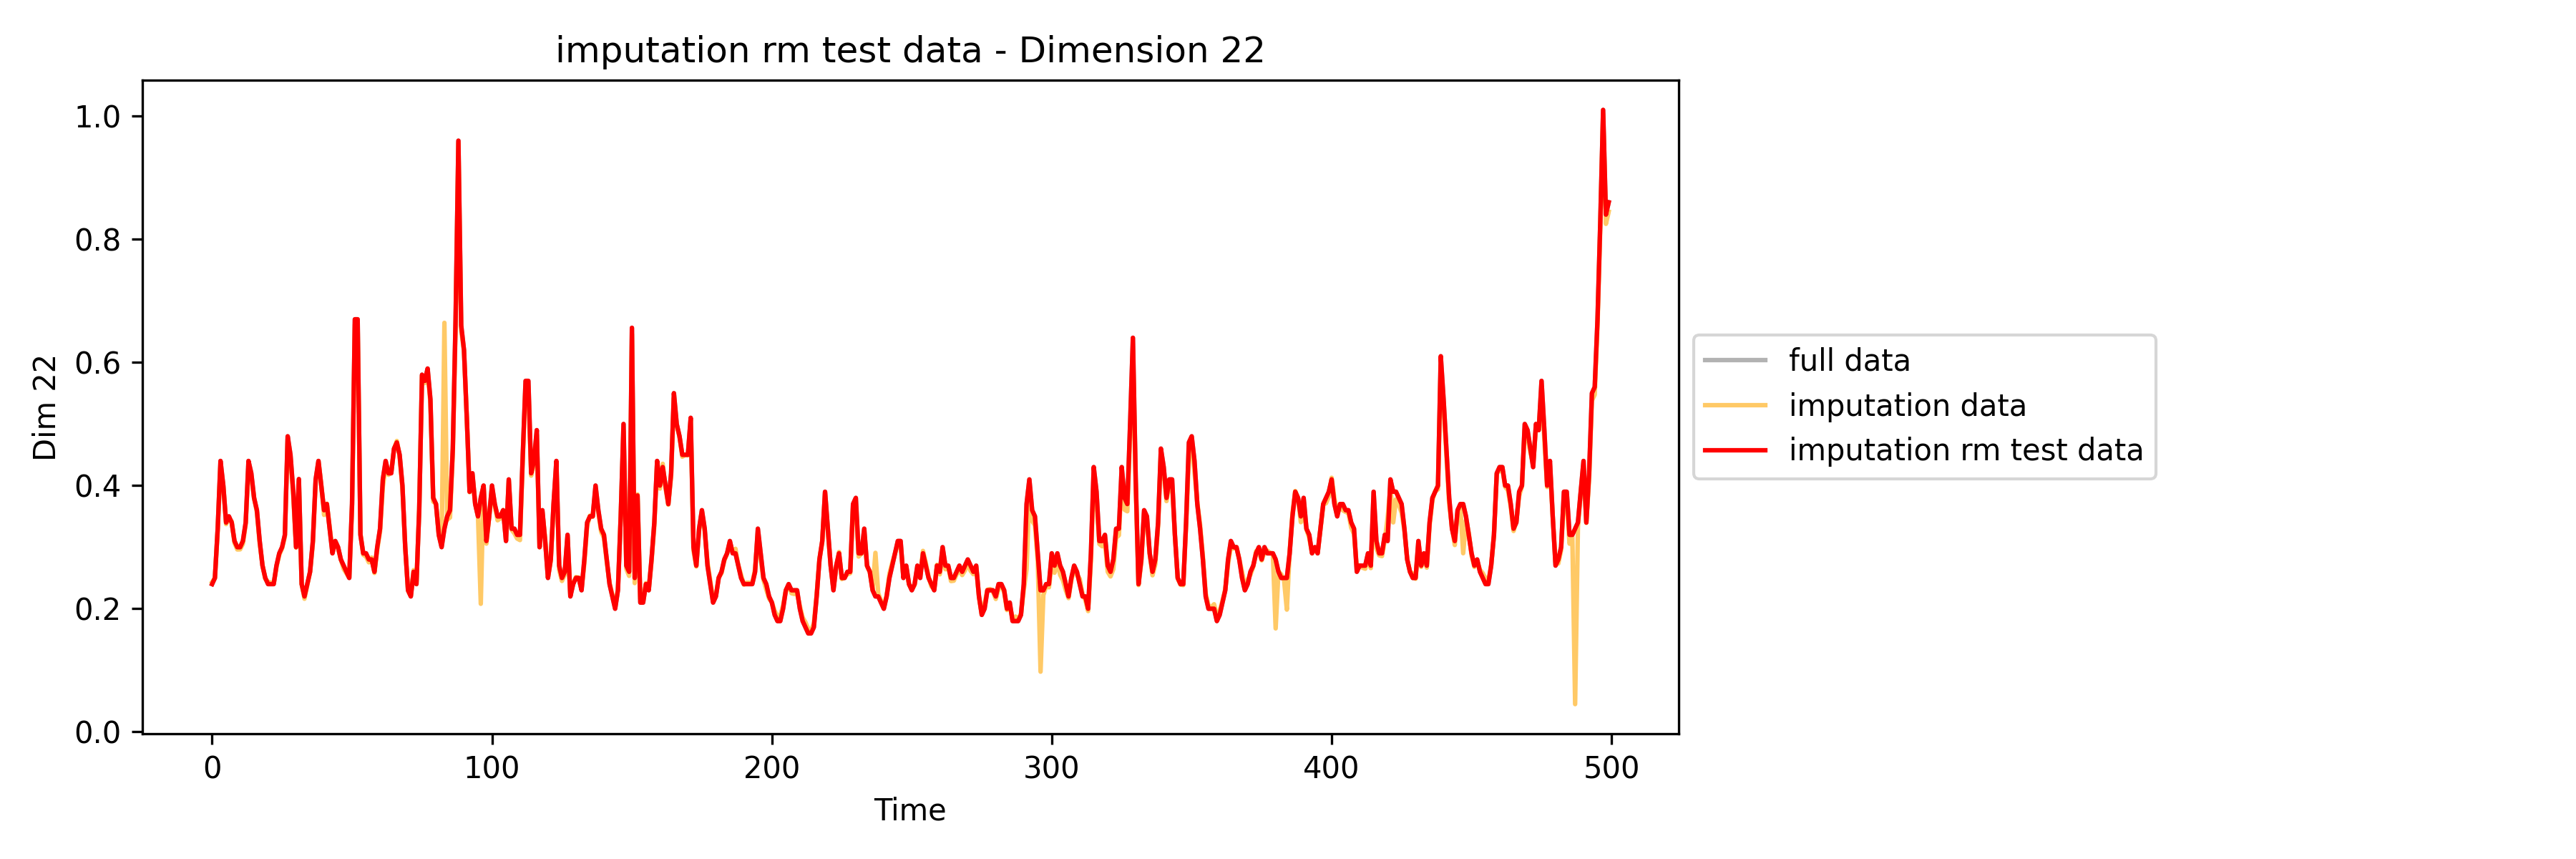 imputation rm test data - Dimension 22
1.0
0.8
0.6
0.4
0.2
0.0
Dim 22
0 100 200 300 400 500
Time
full data
imputation data
imputation rm test data